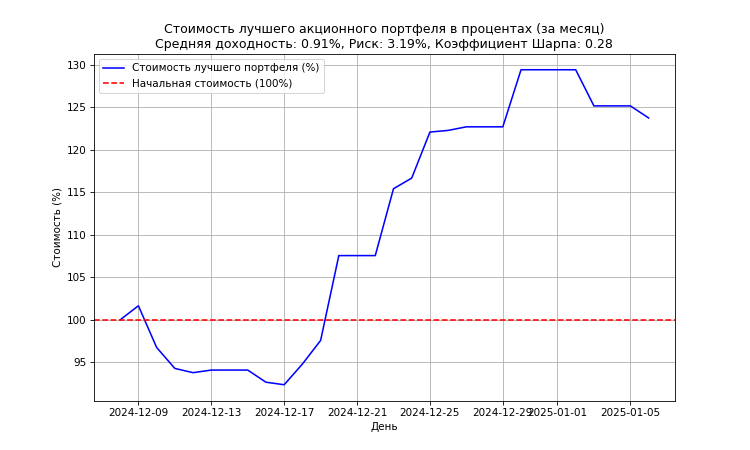 Стоимость лучшего акционного портфеля в процентах (за месяц)
Средняя доходность: 0.91%, Риск: 3.19%, Коэффициент Шарпа: 0.28
Стоимость лучшего портфеля (%)
Начальная стоимость (100%)
Стоимость (%)
130
125
120
115
110
105
100
95
2024-12-09
2024-12-13
2024-12-17
2024-12-21
2024-12-25
2024-12-29
2025-01-01
2025-01-05
День